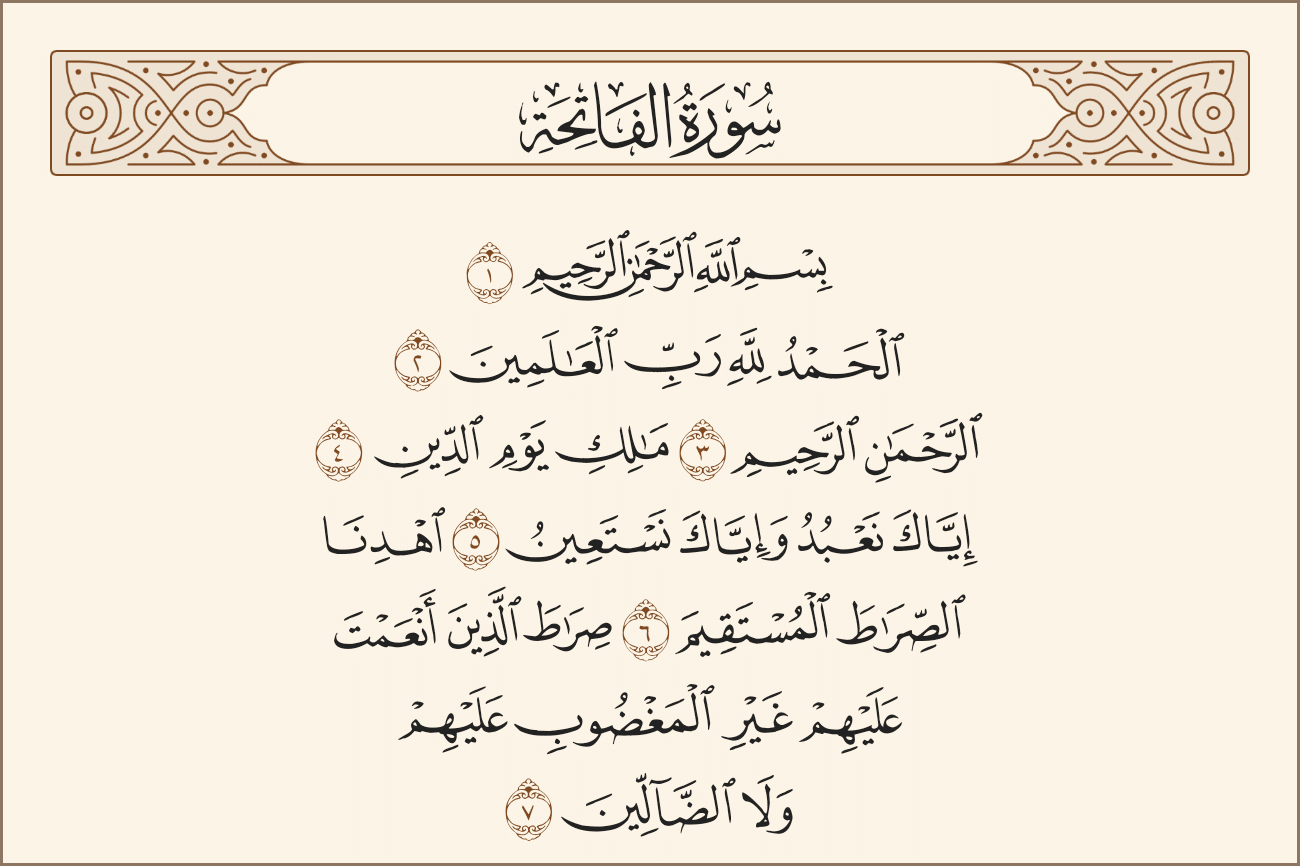 سُورَةُ الفَاتِحَةِ
بِسْمِ ٱللَّهِ ٱلرَّحْمَٰنِ ٱلرَّحِيمِ ١
ٱلْحَمْدُ لِلَّهِ رَبِّ ٱلْعَٰلَمِينَ ٢
ٱلرَّحْمَٰنِ ٱلرَّحِيمِ ٣ مَٰلِكِ يَوْمِ ٱلدِّينِ ٤
إِيَّاكَ نَعْبُدُ وَإِيَّاكَ نَسْتَعِينُ ٥ ٱهْدِنَا
ٱلصِّرَٰطَ ٱلْمُسْتَقِيمَ ٦ صِرَٰطَ ٱلَّذِينَ أَنْعَمْتَ
عَلَيْهِمْ غَيْرِ ٱلْمَغْضُوبِ عَلَيْهِمْ
وَلَا ٱلضَّآلِّينَ ٧